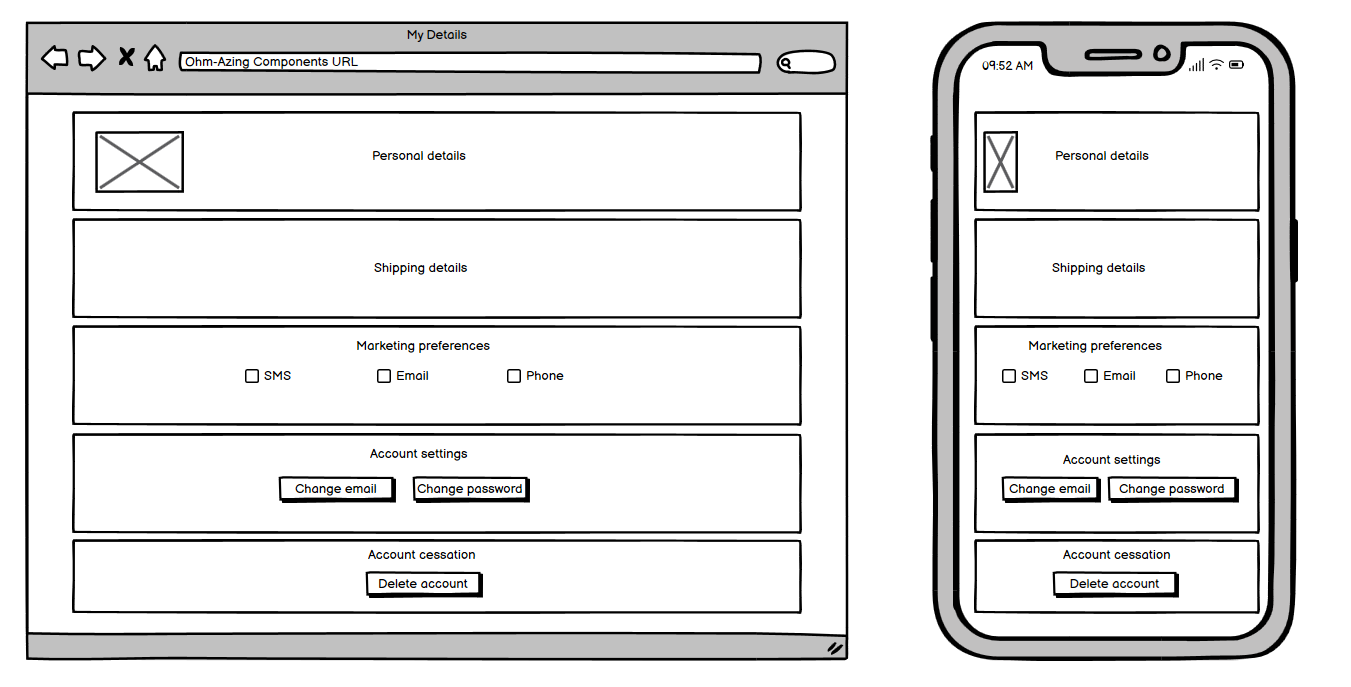 My Details
Ohm-Azing Components URL
Personal details
Shipping details
Marketing preferences
SMS Email Phone
Account settings
Change email Change password
Account cessation
Delete account
09:52 AM
Personal details
Shipping details
Marketing preferences
SMS Email Phone
Account settings
Change email Change password
Account cessation
Delete account